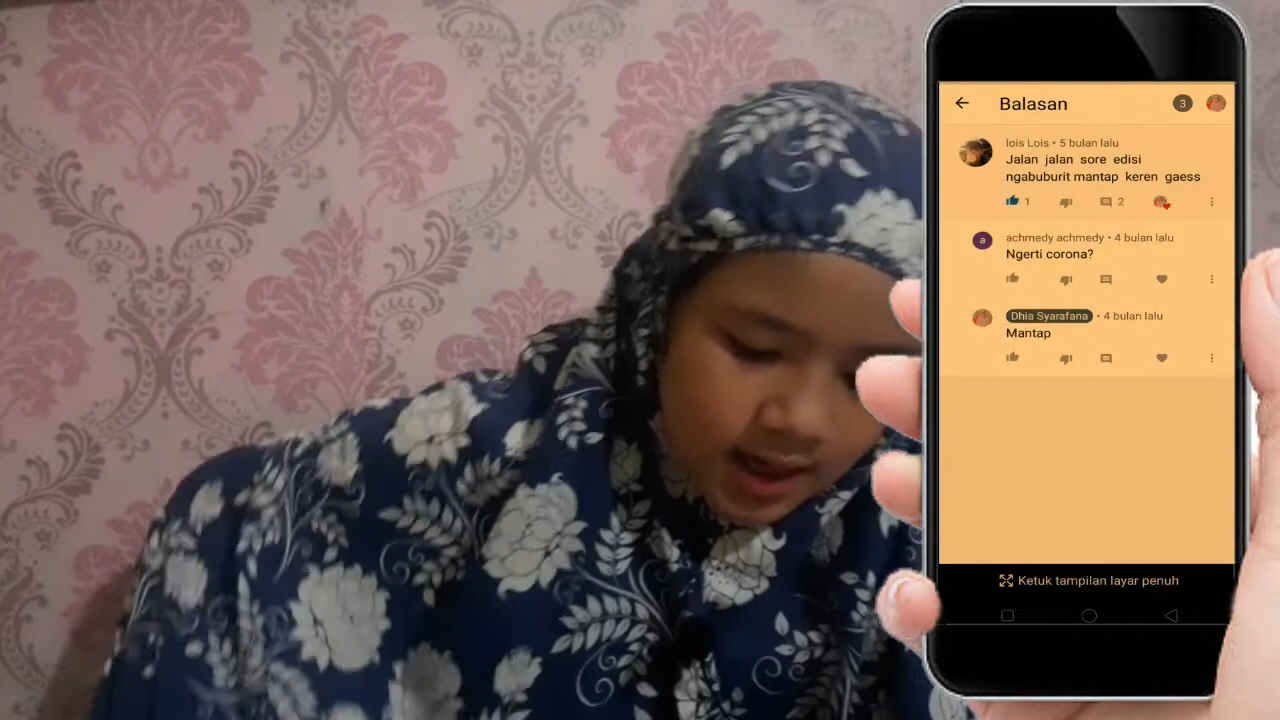 Balasan
3
lois Lois • 5 bulan lalu
Jalan jalan sore edisi
ngabuburit mantap keren gaess
1
2
a
achmedy achmedy • 4 bulan lalu
Ngerti corona?
Dhia Syarafana • 4 bulan lalu
Mantap
Ketuk tampilan layar penuh